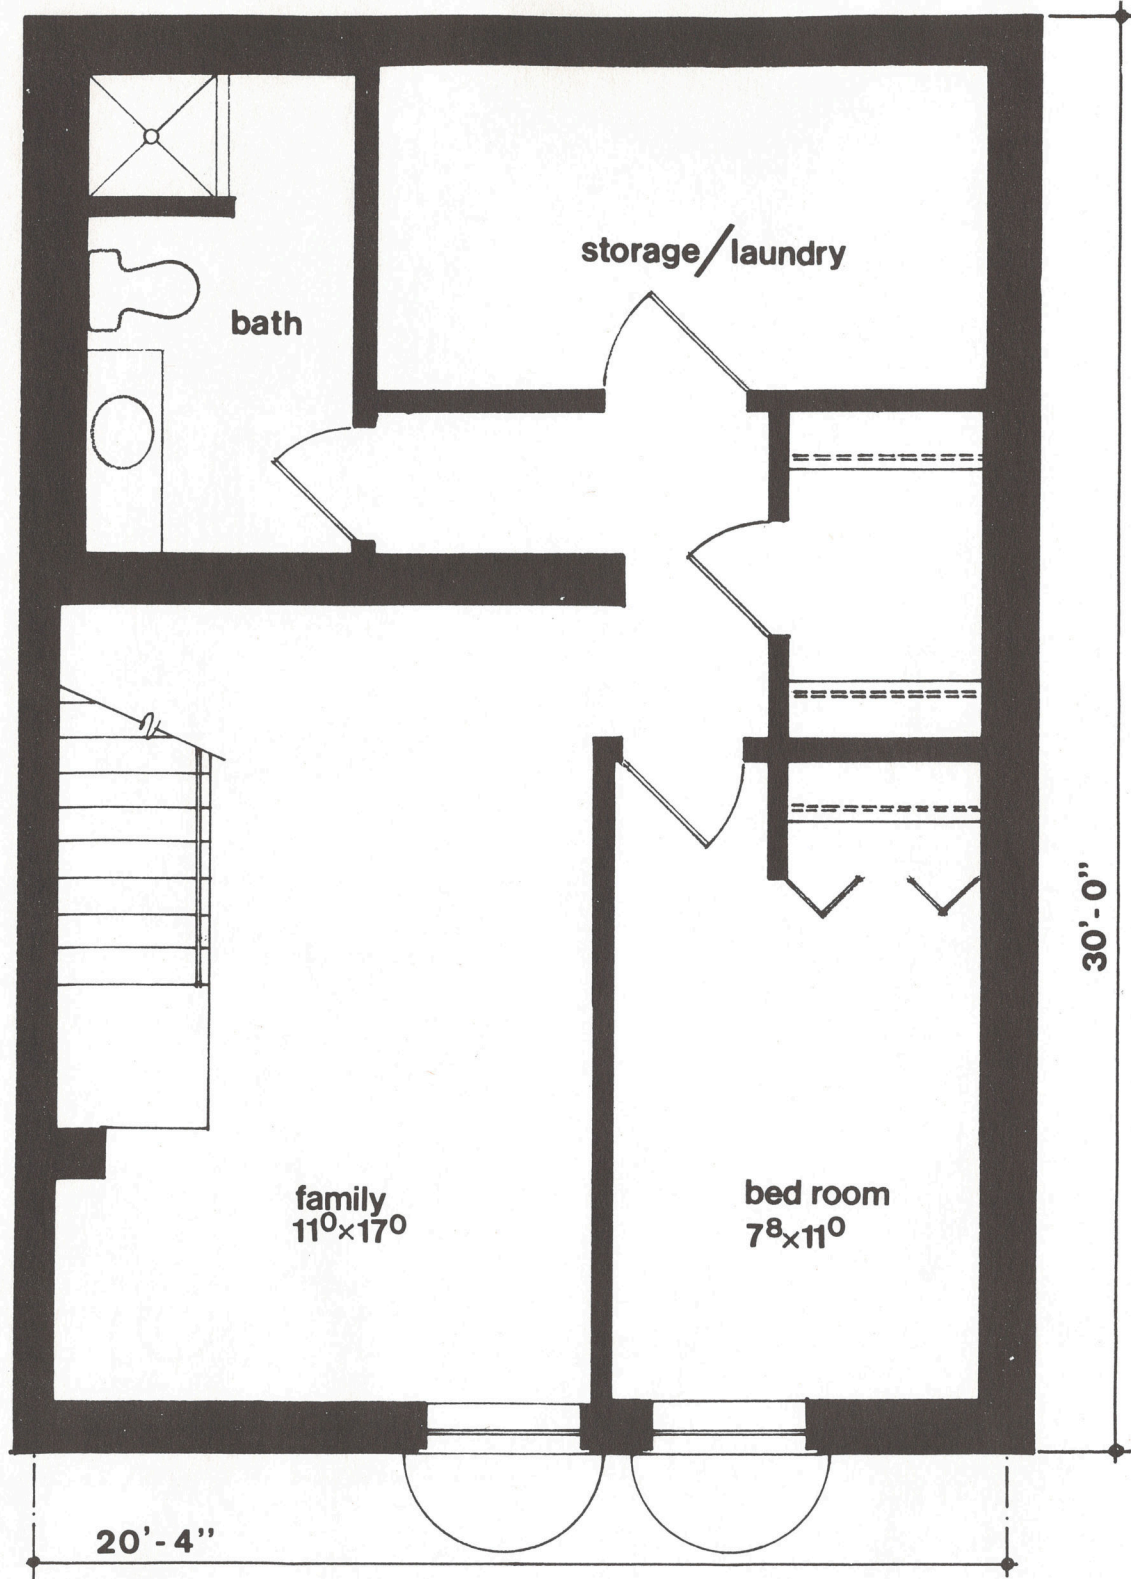 storage/laundry
bath
30'-0"
family
11⁰×17⁰
bed room
7⁸×11⁰
20'-4"